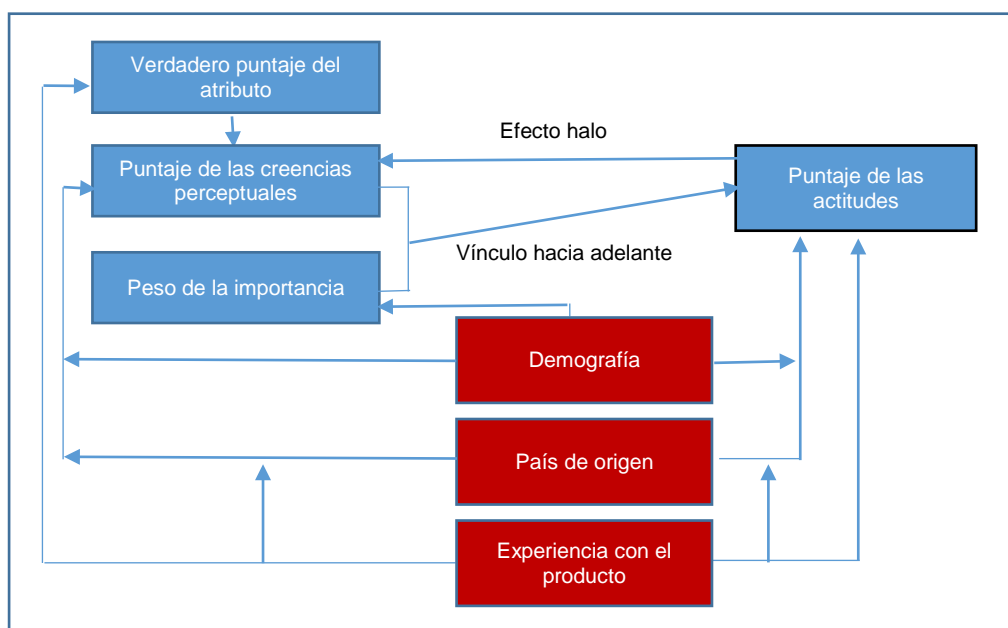 Verdadero puntaje del
atributo
Efecto halo
Puntaje de las creencias
perceptuales
Puntaje de las
actitudes
Vínculo hacia adelante
Peso de la importancia
Demografía
País de origen
Experiencia con el
producto